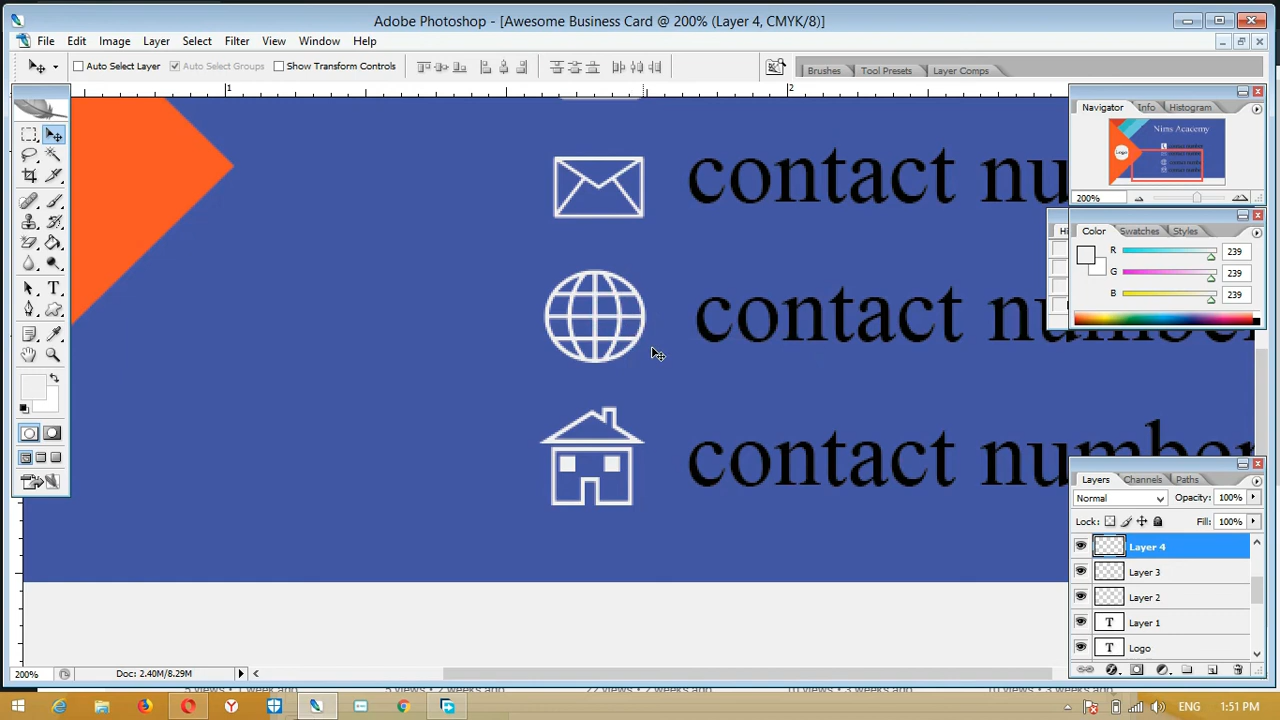 Adobe Photoshop - [Awesome Business Card @ 200% (Layer 4, CMYK/8)]
File Edit Image Layer Select Filter View Window Help
Auto Select Layer Auto Select Groups Show Transform Controls
Brushes Tool Presets Layer Comps
1 2
Navigator Info Histogram
Nims Acacemy
Logo
200%
contact nu
Color Swatches Styles
R 239
G 239
B 239
contact number
contact number
Layers Channels Paths
Normal Opacity: 100%
Lock: Fill: 100%
Layer 4
Layer 3
Layer 2
T Layer 1
T Logo
200% Doc: 2.40M/8.29M
ENG 1:51 PM